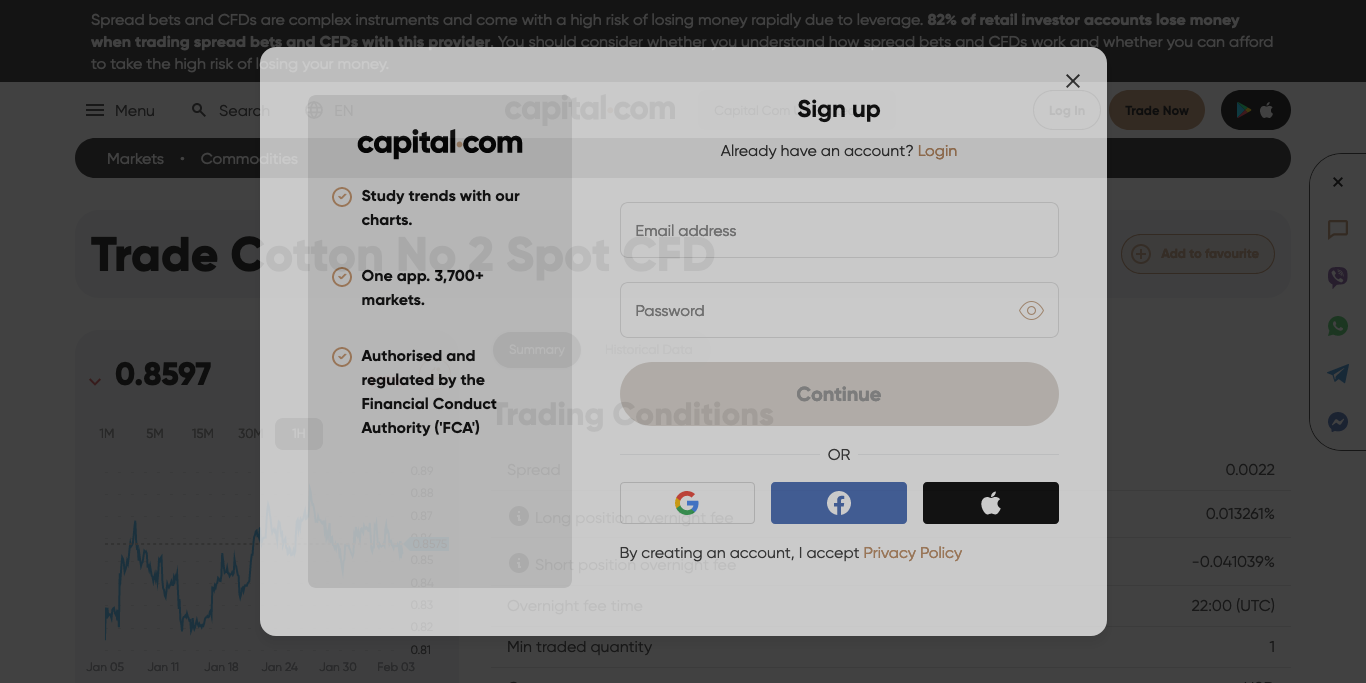 Spread bets and CFDs are complex instruments and come with a high risk of losing money rapidly due to leverage. 82% of retail investor accounts lose money
when trading spread bets and CFDs with this provider. You should consider whether you understand how spread bets and CFDs work and whether you can afford
to take the high risk of losing your money.
Menu
Search
EN
capital.com
Capital Com
Log In
Trade Now
Markets • Commodities
Trade Cotton No 2 Spot CFD
Add to favourite
0.8597
1M 5M 15M 30M 1H
0.89
0.88
0.87
0.85
0.84
0.83
0.82
0.81
Jan 05 Jan 11 Jan 18 Jan 24 Jan 30 Feb 03
Summary
Historical Data
Trading Conditions
Spread 0.0022
Long position overnight fee 0.013261%
Short position overnight fee -0.041039%
Overnight fee time 22:00 (UTC)
Min traded quantity 1
capital.com
Study trends with our
charts.
One app. 3,700+
markets.
Authorised and
regulated by the
Financial Conduct
Authority ('FCA')
Sign up
Already have an account? Login
Email address
Password
Continue
OR
By creating an account, I accept Privacy Policy